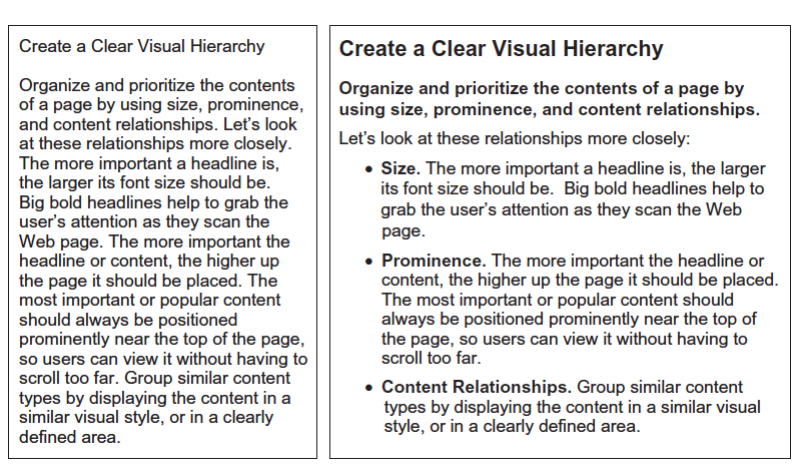 Create a Clear Visual Hierarchy
Organize and prioritize the contents
of a page by using size, prominence,
and content relationships. Let’s look
at these relationships more closely.
The more important a headline is,
the larger its font size should be.
Big bold headlines help to grab the
user’s attention as they scan the
Web page. The more important the
headline or content, the higher up
the page it should be placed. The
most important or popular content
should always be positioned
prominently near the top of the page,
so users can view it without having to
scroll too far. Group similar content
types by displaying the content in a
similar visual style, or in a clearly
defined area.
Create a Clear Visual Hierarchy
Organize and prioritize the contents of a page by
using size, prominence, and content relationships.
Let’s look at these relationships more closely:
• Size. The more important a headline is, the larger
its font size should be.  Big bold headlines help to
grab the user’s attention as they scan the Web
page.
• Prominence. The more important the headline or
content, the higher up the page it should be placed.
The most important or popular content should
always be positioned prominently near the top of
the page, so users can view it without having to
scroll too far.
• Content Relationships. Group similar content
types by displaying the content in a similar visual
style, or in a clearly defined area.